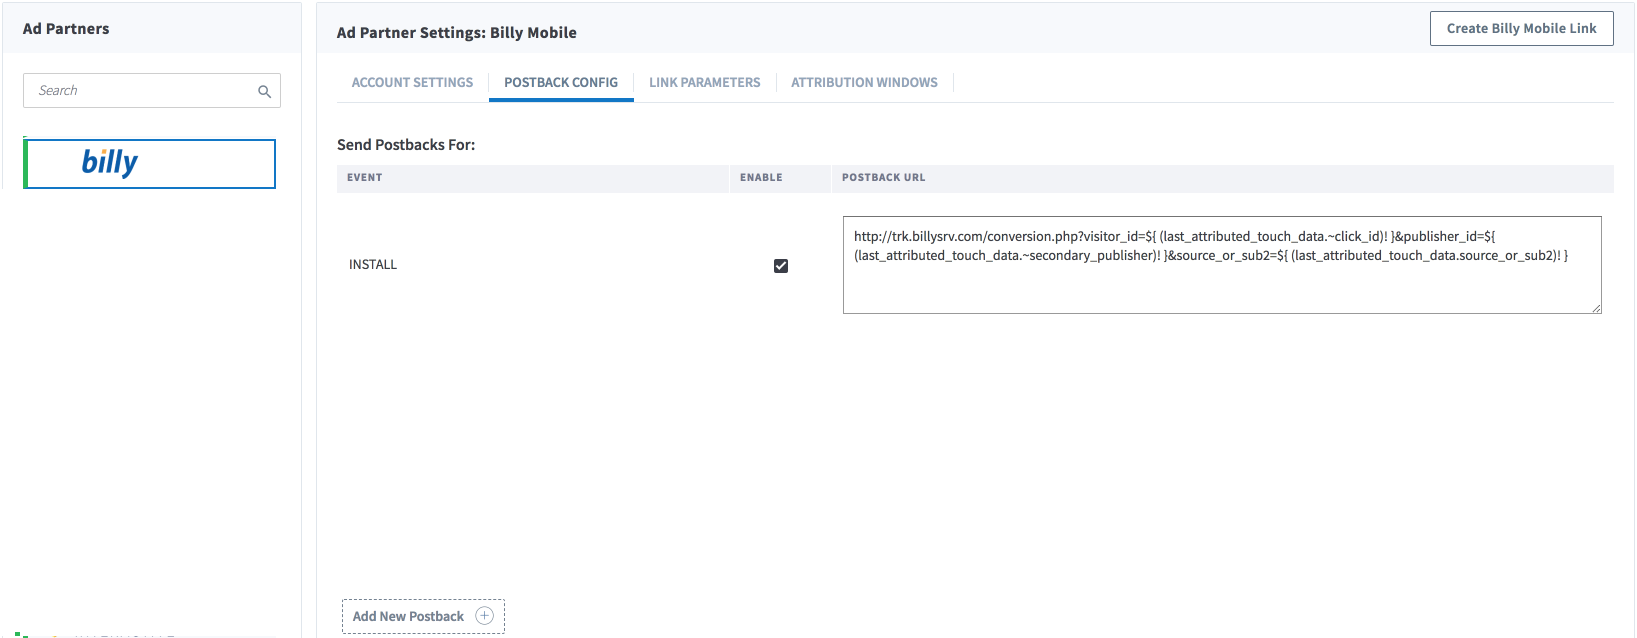 Ad Partners
Search
billy
Ad Partner Settings: Billy Mobile
Create Billy Mobile Link
ACCOUNT SETTINGS
POSTBACK CONFIG
LINK PARAMETERS
ATTRIBUTION WINDOWS
Send Postbacks For:
EVENT
ENABLE
POSTBACK URL
INSTALL
http://trk.billysrv.com/conversion.php?visitor_id=${ (last_attributed_touch_data.~click_id)! }&publisher_id=${
(last_attributed_touch_data.~secondary_publisher)! }&source_or_sub2=${ (last_attributed_touch_data.source_or_sub2)! }
Add New Postback